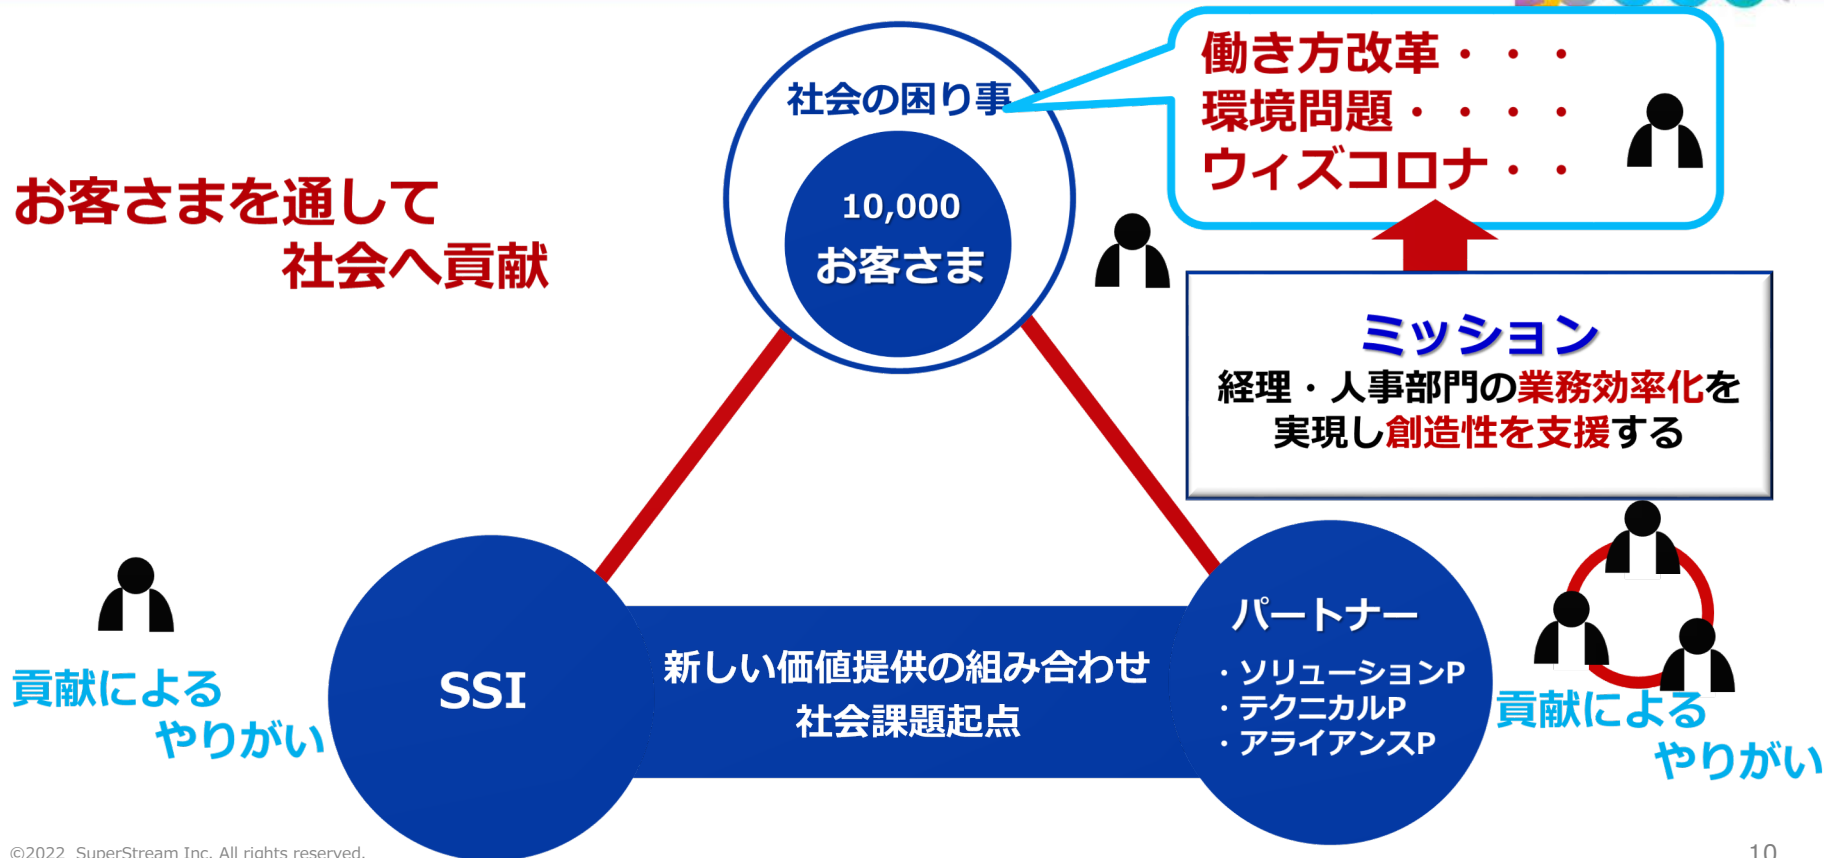 働き方改革・・・
環境問題・・・・
ウィズコロナ・・
社会の困り事
10,000
お客さま
お客さまを通して
社会へ貢献
ミッション
経理・人事部門の業務効率化を
実現し創造性を支援する
SSI
新しい価値提供の組み合わせ
社会課題起点
パートナー
・ソリューションP
・テクニカルP
・アライアンスP
貢献による
やりがい
貢献による
やりがい
©2022 SuperStream Inc. All rights reserved.
10